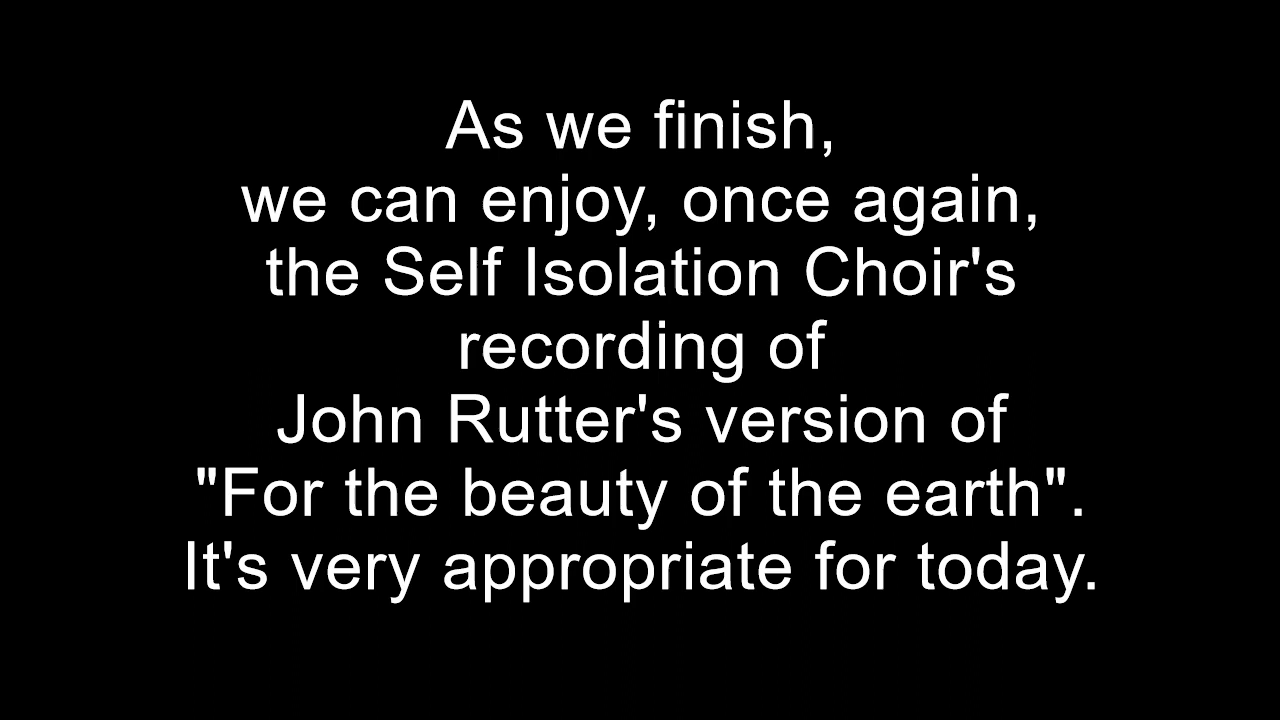 As we finish,
we can enjoy, once again,
the Self Isolation Choir's
recording of
John Rutter's version of
"For the beauty of the earth".
It's very appropriate for today.